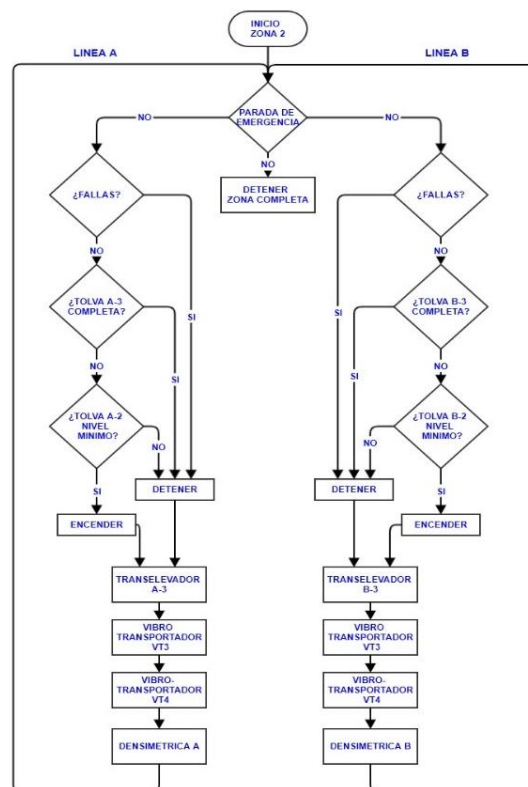 INICIO
ZONA 2
LINEA A
LINEA B
PARADA DE
EMERGENCIA
NO
NO
NO
DETENER
ZONA COMPLETA
¿FALLAS?
¿FALLAS?
NO
NO
¿TOLVA A-3
COMPLETA?
¿TOLVA B-3
COMPLETA?
SI
SI
NO
NO
SI
SI
¿TOLVA A-2
NIVEL
MINIMO?
¿TOLVA B-2
NIVEL
MINIMO?
NO
NO
SI
SI
DETENER
DETENER
ENCENDER
ENCENDER
TRANSELEVADOR
A-3
TRANSELEVADOR
B-3
VIBRO
TRANSPORTADOR
VT3
VIBRO
TRANSPORTADOR
VT3
VIBRO-
TRANSPORTADOR
VT4
VIBRO-
TRANSPORTADOR
VT4
DENSIMETRICA A
DENSIMETRICA B